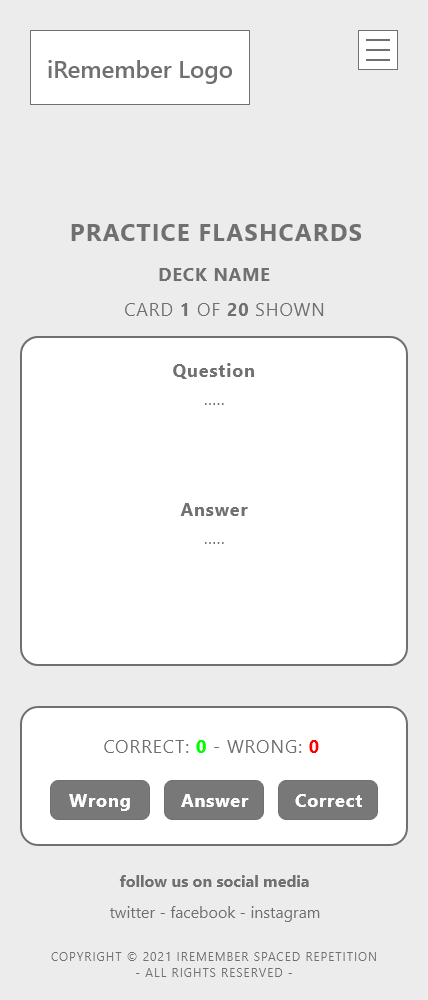 iRemember Logo
PRACTICE FLASHCARDS
DECK NAME
CARD 1 OF 20 SHOWN
Question
.....
Answer
.....
CORRECT: 0 - WRONG: 0
Wrong Answer Correct
follow us on social media
twitter - facebook - instagram
COPYRIGHT © 2021 IREMEMBER SPACED REPETITION
- ALL RIGHTS RESERVED -